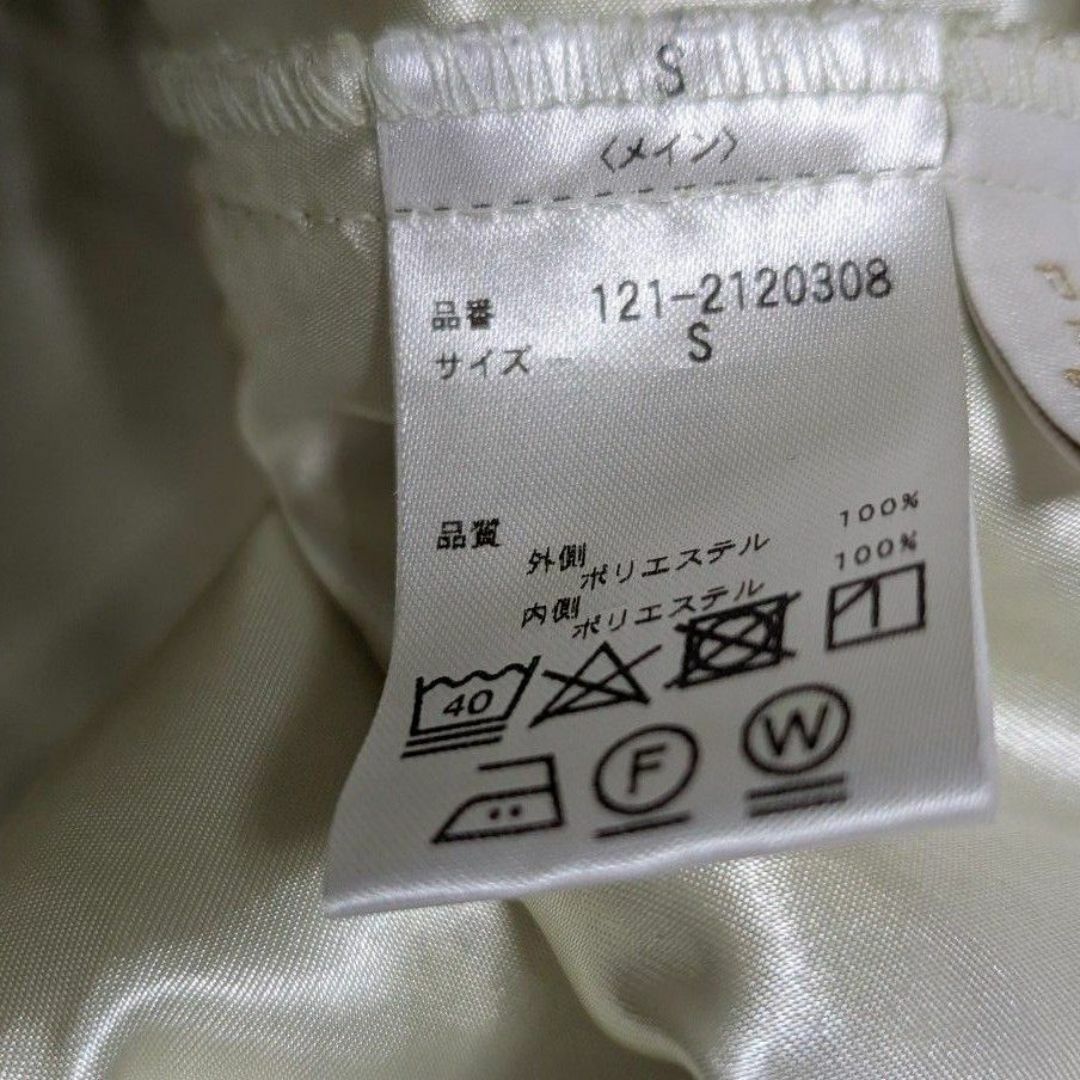 S
〈メイン〉
品番 121-2120308
サイズ S
品質
外側
ポリエステル 100%
内側
ポリエステル 100%
40
F W